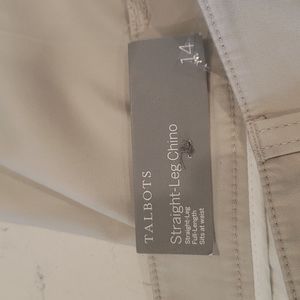 TALBOTS
14
Straight-Leg Chino
Straight-Leg
Full-Length
Sits at waist